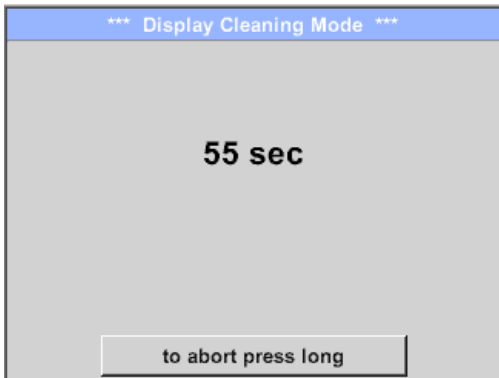 *** Display Cleaning Mode ***
55 sec
to abort press long